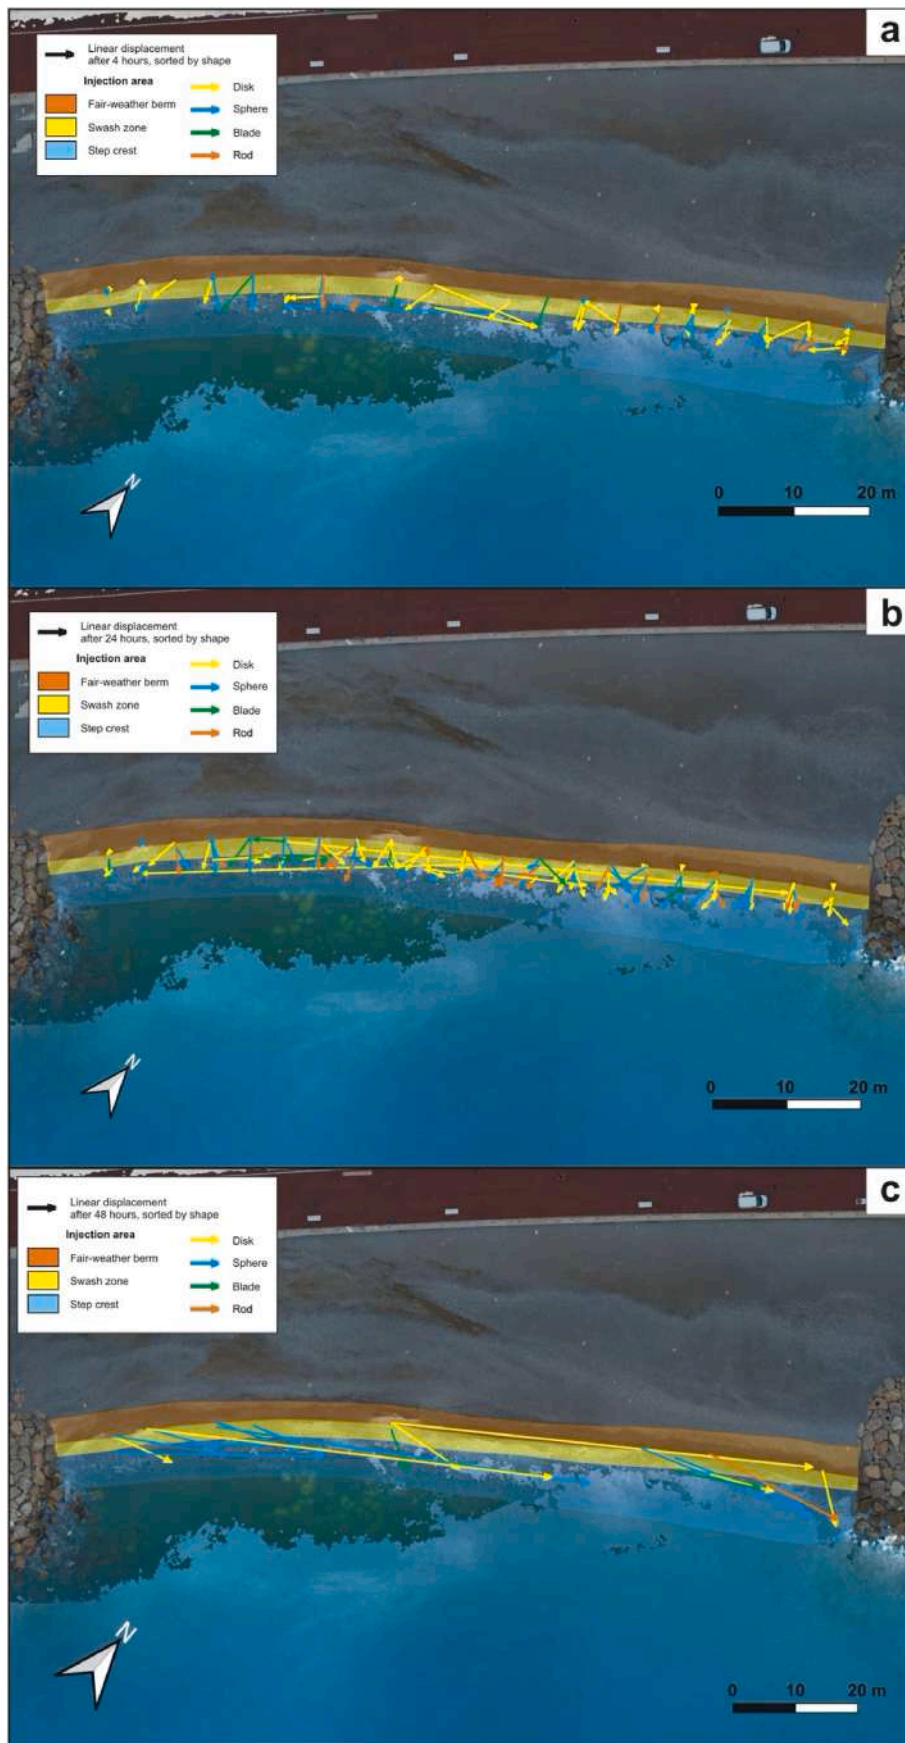 a
Linear displacement
after 4 hours, sorted by shape
Injection area
Fair-weather berm
Swash zone
Step crest
Disk
Sphere
Blade
Rod
N
0 10 20 m
b
Linear displacement
after 24 hours, sorted by shape
Injection area
Fair-weather berm
Swash zone
Step crest
Disk
Sphere
Blade
Rod
N
0 10 20 m
c
Linear displacement
after 48 hours, sorted by shape
Injection area
Fair-weather berm
Swash zone
Step crest
Disk
Sphere
Blade
Rod
N
0 10 20 m